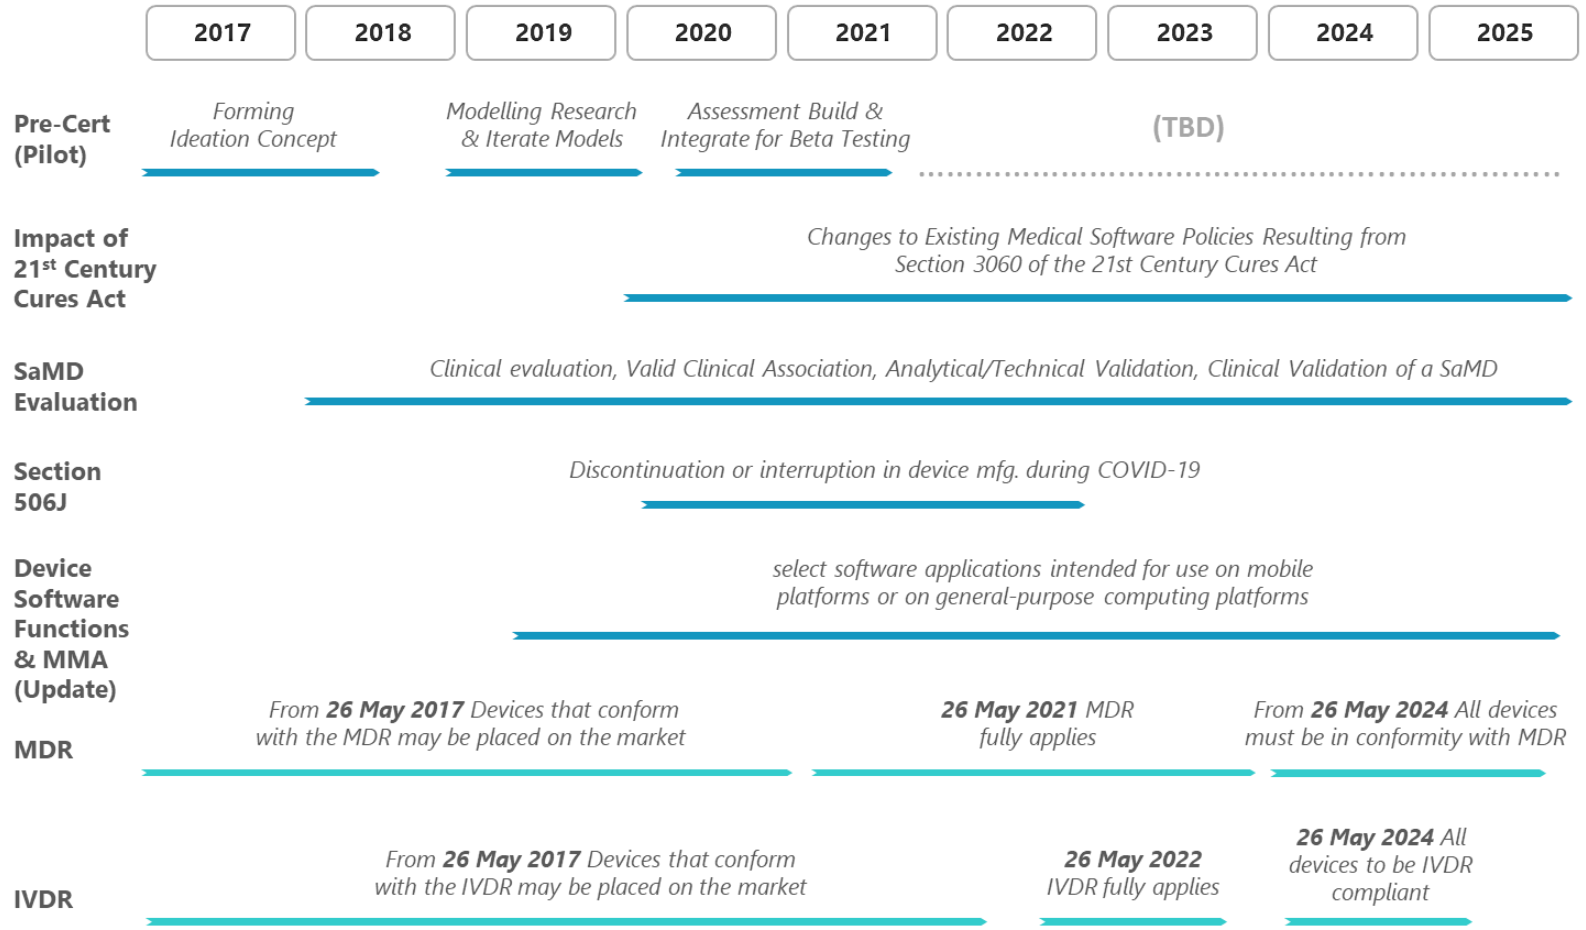 2017 2018 2019 2020 2021 2022 2023 2024 2025
Pre-Cert
(Pilot)
Forming
Ideation Concept
Modelling Research
& Iterate Models
Assessment Build &
Integrate for Beta Testing
(TBD)
Impact of
21st Century
Cures Act
Changes to Existing Medical Software Policies Resulting from
Section 3060 of the 21st Century Cures Act
SaMD
Evaluation
Clinical evaluation, Valid Clinical Association, Analytical/Technical Validation, Clinical Validation of a SaMD
Section
506J
Discontinuation or interruption in device mfg. during COVID-19
Device
Software
Functions
& MMA
(Update)
select software applications intended for use on mobile
platforms or on general-purpose computing platforms
MDR
From 26 May 2017 Devices that conform
with the MDR may be placed on the market
26 May 2021 MDR
fully applies
From 26 May 2024 All devices
must be in conformity with MDR
IVDR
From 26 May 2017 Devices that conform
with the IVDR may be placed on the market
26 May 2022
IVDR fully applies
26 May 2024 All
devices to be IVDR
compliant